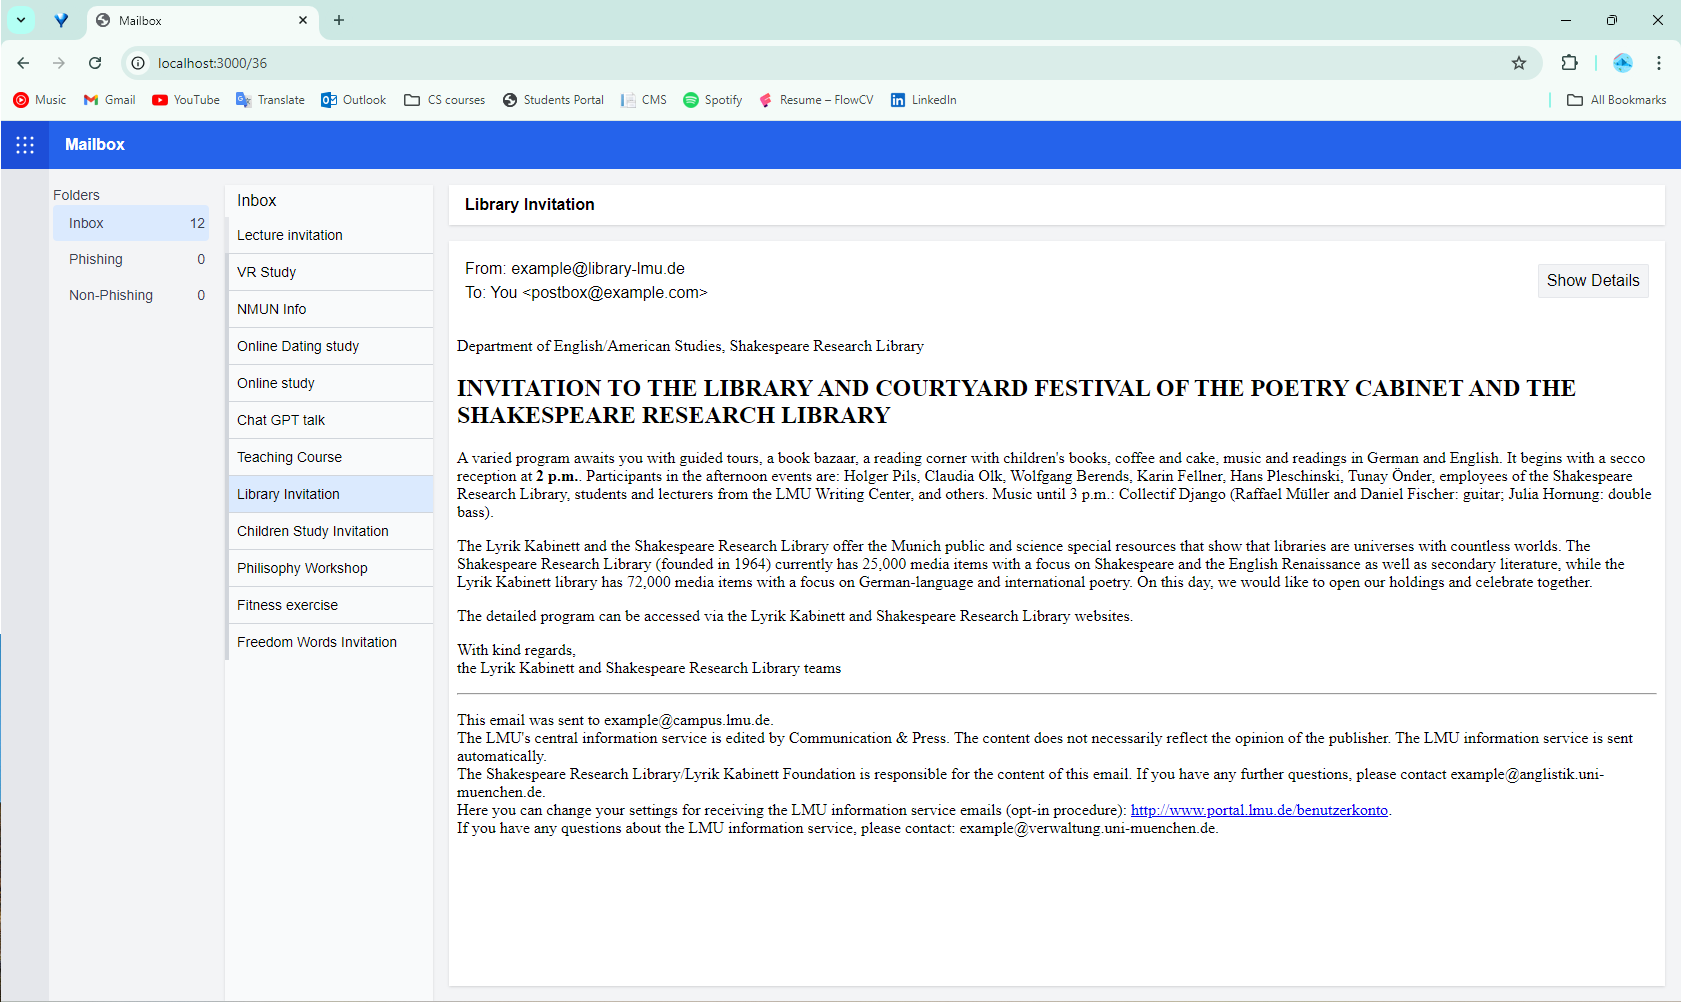 Mailbox
localhost:3000/36
Music
Gmail
YouTube
Translate
Outlook
CS courses
Students Portal
CMS
Spotify
Resume – FlowCV
LinkedIn
All Bookmarks
Mailbox
Folders
Inbox 12
Phishing 0
Non-Phishing 0
Inbox
Lecture invitation
VR Study
NMUN Info
Online Dating study
Online study
Chat GPT talk
Teaching Course
Library Invitation
Children Study Invitation
Philisophy Workshop
Fitness exercise
Freedom Words Invitation
Library Invitation
From: example@library-lmu.de
To: You <postbox@example.com>
Show Details
Department of English/American Studies, Shakespeare Research Library
INVITATION TO THE LIBRARY AND COURTYARD FESTIVAL OF THE POETRY CABINET AND THE
SHAKESPEARE RESEARCH LIBRARY
A varied program awaits you with guided tours, a book bazaar, a reading corner with children's books, coffee and cake, music and readings in German and English. It begins with a secco
reception at 2 p.m.. Participants in the afternoon events are: Holger Pils, Claudia Olk, Wolfgang Berends, Karin Fellner, Hans Pleschinski, Tunay Önder, employees of the Shakespeare
Research Library, students and lecturers from the LMU Writing Center, and others. Music until 3 p.m.: Collectif Django (Raffael Müller and Daniel Fischer: guitar; Julia Hornung: double
bass).
The Lyrik Kabinett and the Shakespeare Research Library offer the Munich public and science special resources that show that libraries are universes with countless worlds. The
Shakespeare Research Library (founded in 1964) currently has 25,000 media items with a focus on Shakespeare and the English Renaissance as well as secondary literature, while the
Lyrik Kabinett library has 72,000 media items with a focus on German-language and international poetry. On this day, we would like to open our holdings and celebrate together.
The detailed program can be accessed via the Lyrik Kabinett and Shakespeare Research Library websites.
With kind regards,
the Lyrik Kabinett and Shakespeare Research Library teams
This email was sent to example@campus.lmu.de.
The LMU's central information service is edited by Communication & Press. The content does not necessarily reflect the opinion of the publisher. The LMU information service is sent
automatically.
The Shakespeare Research Library/Lyrik Kabinett Foundation is responsible for the content of this email. If you have any further questions, please contact example@anglistik.uni-
muenchen.de.
Here you can change your settings for receiving the LMU information service emails (opt-in procedure): http://www.portal.lmu.de/benutzerkonto.
If you have any questions about the LMU information service, please contact: example@verwaltung.uni-muenchen.de.